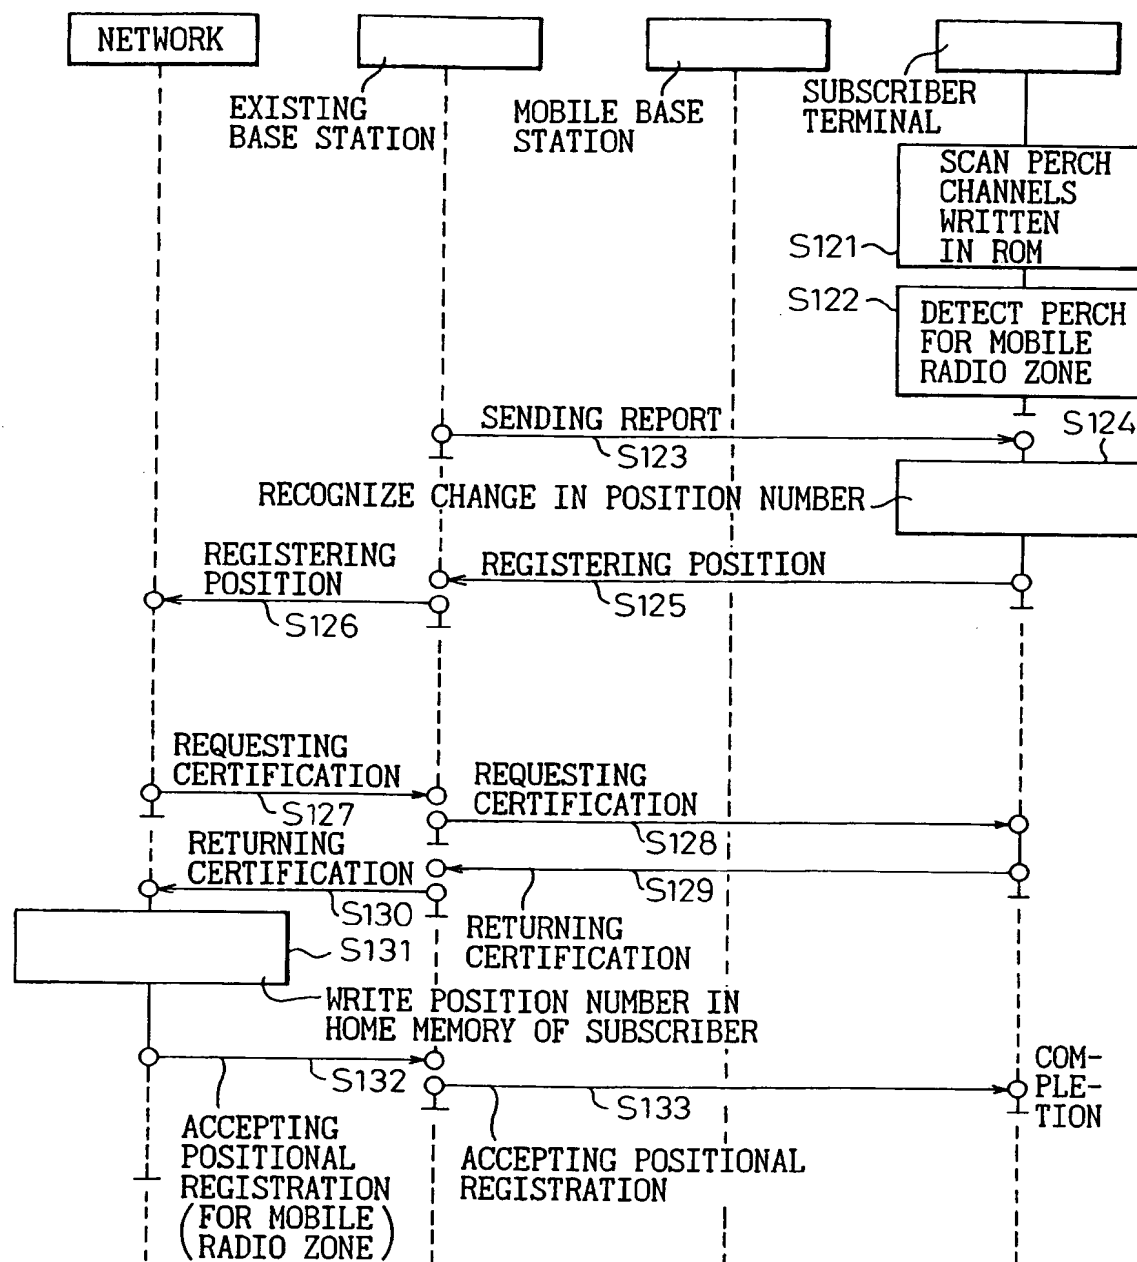 NETWORK
EXISTING
BASE STATION
MOBILE BASE
STATION
SUBSCRIBER
TERMINAL
SCAN PERCH
CHANNELS
WRITTEN
IN ROM
S121
S122
DETECT PERCH
FOR MOBILE
RADIO ZONE
SENDING REPORT
S123
S124
RECOGNIZE CHANGE IN POSITION NUMBER
REGISTERING
POSITION
S126
REGISTERING POSITION
S125
REQUESTING
CERTIFICATION
S127
REQUESTING
CERTIFICATION
S128
RETURNING
CERTIFICATION
S130
S129
RETURNING
CERTIFICATION
S131
WRITE POSITION NUMBER IN
HOME MEMORY OF SUBSCRIBER
S132
S133
COM-
PLE-
TION
ACCEPTING
POSITIONAL
REGISTRATION
(FOR MOBILE
RADIO ZONE)
ACCEPTING POSITIONAL
REGISTRATION